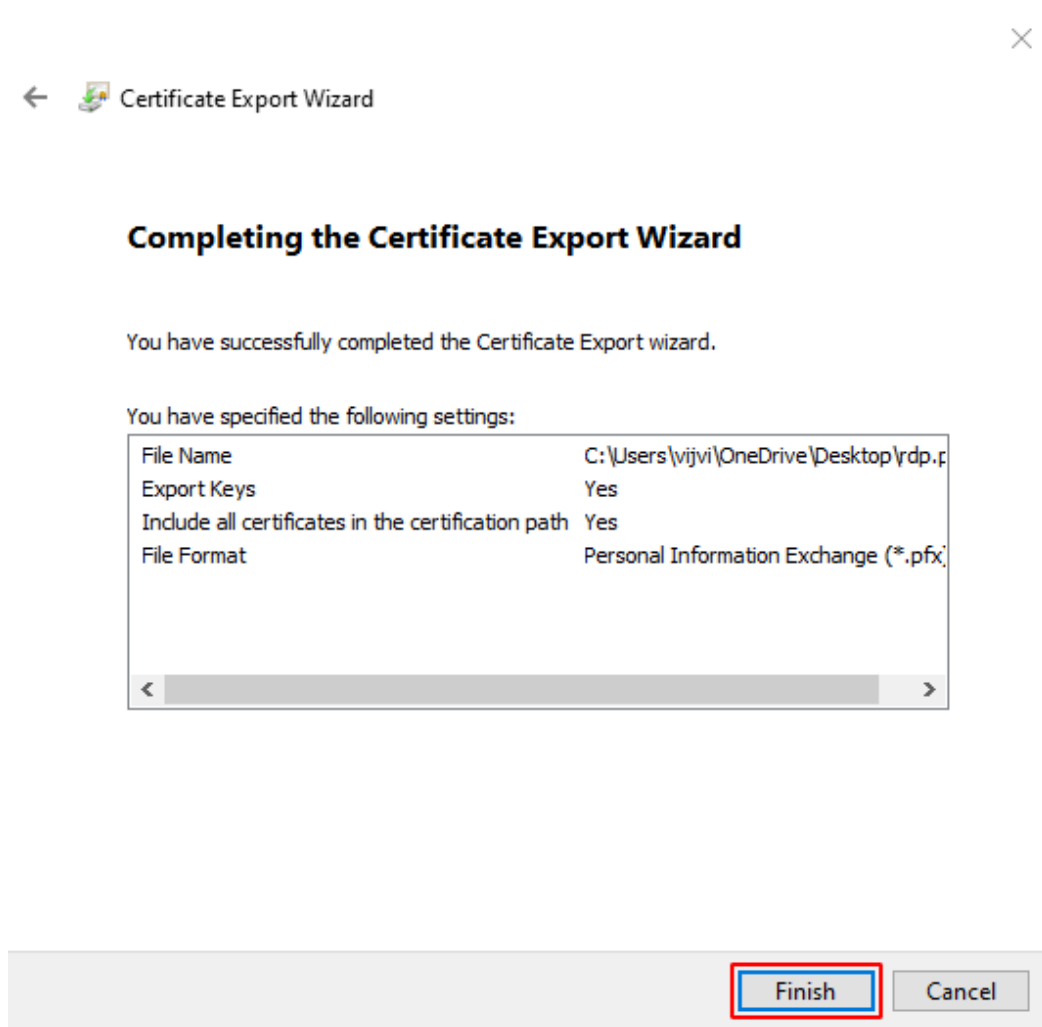 Certificate Export Wizard
Completing the Certificate Export Wizard
You have successfully completed the Certificate Export wizard.
You have specified the following settings:
File Name C:\Users\vijvi\OneDrive\Desktop\rdp.p
Export Keys Yes
Include all certificates in the certification path Yes
File Format Personal Information Exchange (*.pfx)
Finish Cancel